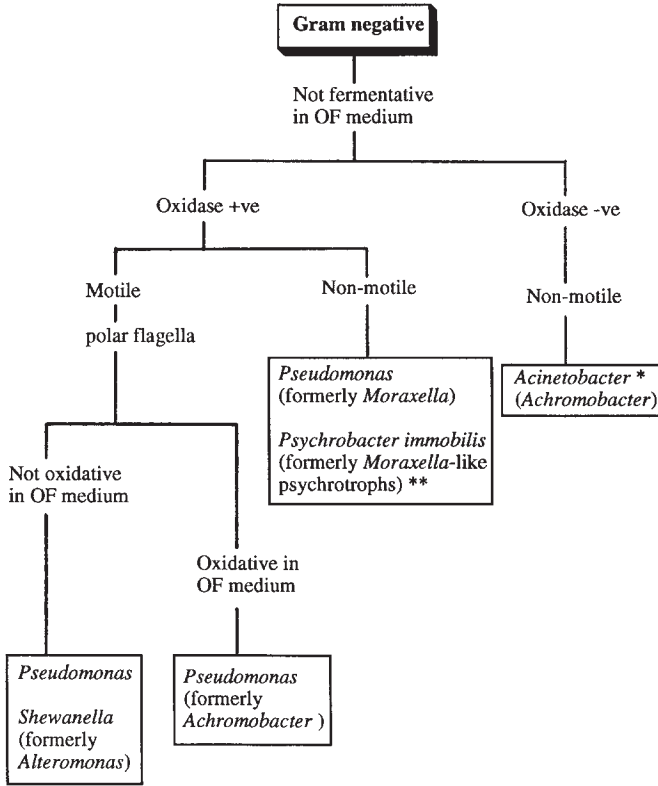 Gram negative
Not fermentative
in OF medium
Oxidase +ve
Oxidase -ve
Motile
polar flagella
Non-motile
Non-motile
Pseudomonas
(formerly Moraxella)
Psychrobacter immobilis
(formerly Moraxella-like
psychrotrophs) **
Acinetobacter *
(Achromobacter)
Not oxidative
in OF medium
Oxidative in
OF medium
Pseudomonas
Shewanella
(formerly
Alteromonas)
Pseudomonas
(formerly
Achromobacter )